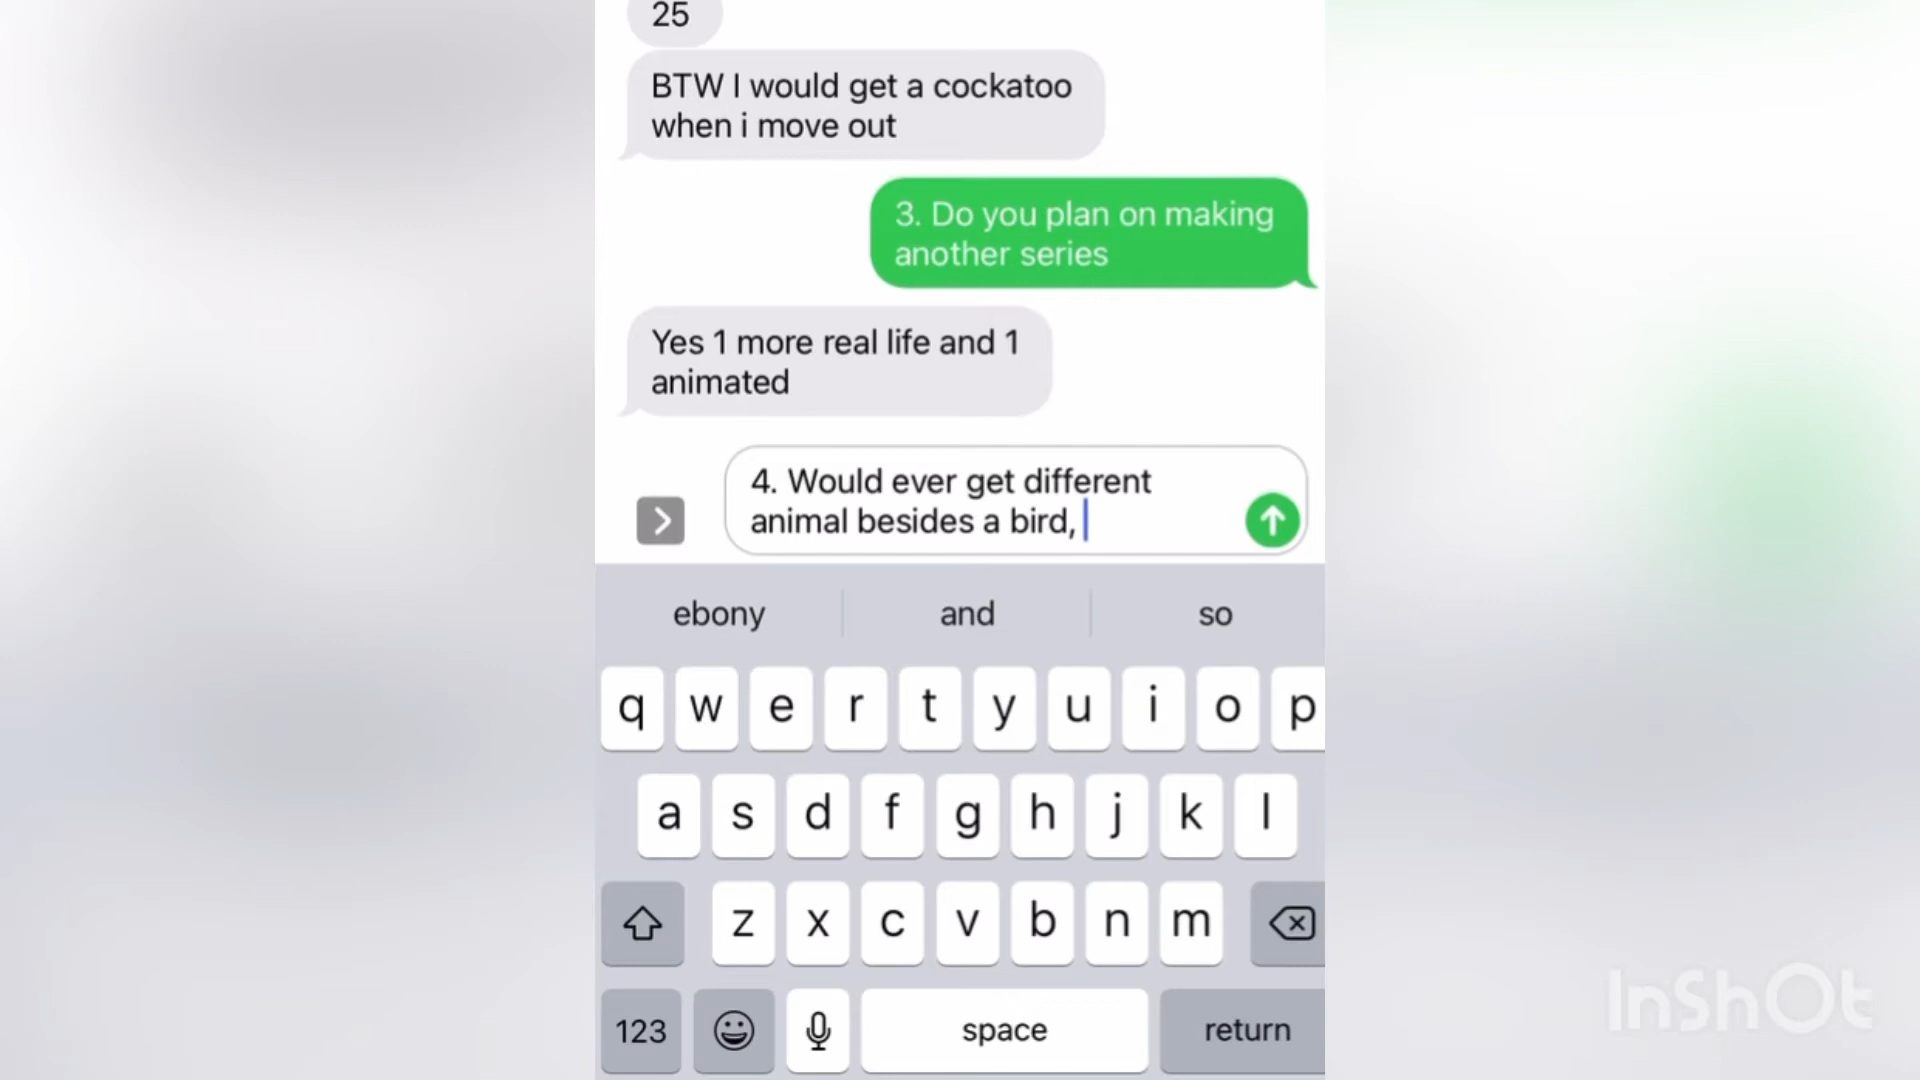 25
BTW I would get a cockatoo
when i move out
3. Do you plan on making
another series
Yes 1 more real life and 1
animated
4. Would ever get different
animal besides a bird,
ebony and so
q w e r t y u i o p
a s d f g h j k l
z x c v b n m
123 space return
InShOt